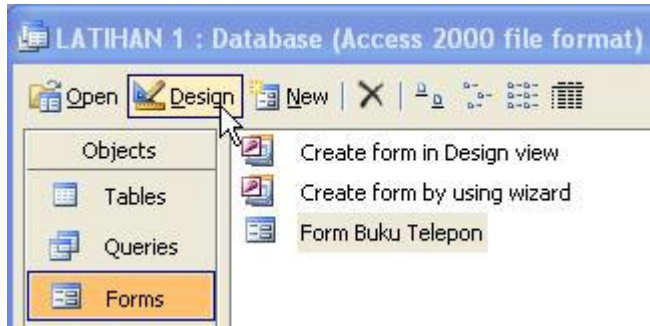 LATIHAN 1 : Database (Access 2000 file format)
Open Design New
Objects
Create form in Design view
Tables
Create form by using wizard
Queries
Form Buku Telepon
Forms